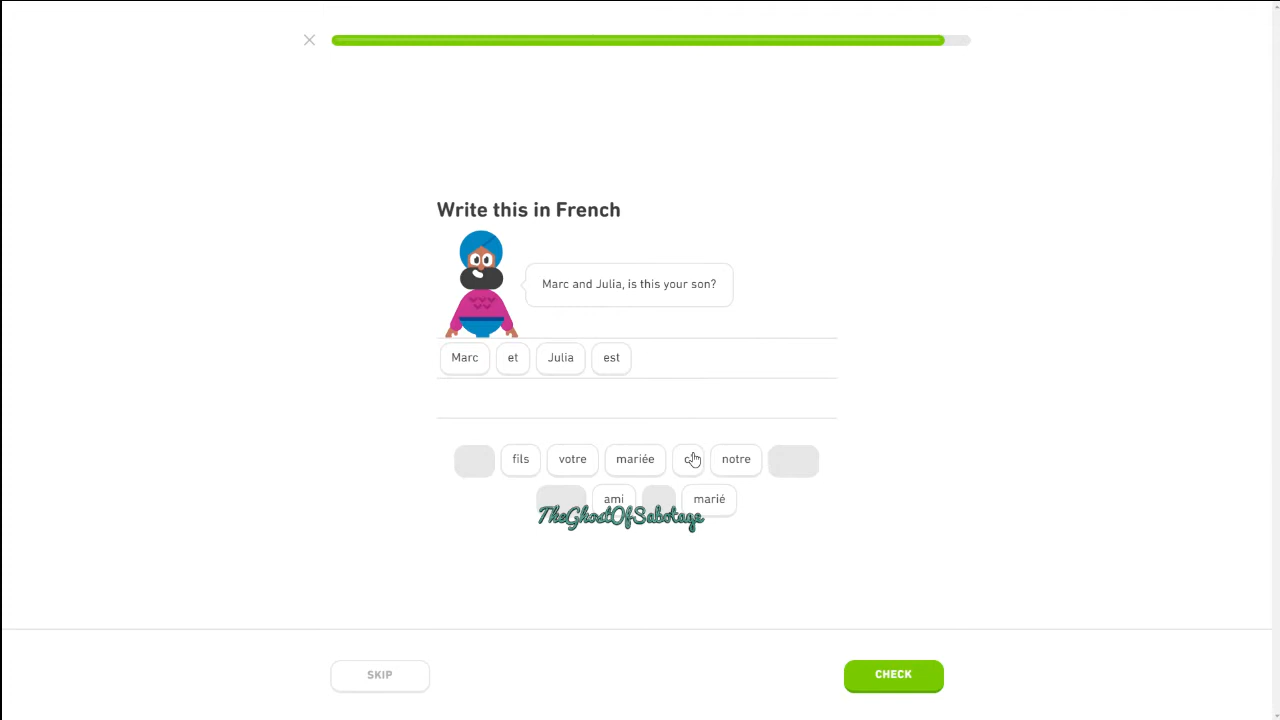 Write this in French
Marc and Julia, is this your son?
Marc et Julia est
fils votre mariée notre
ami marié
TheGhostOfSabotage
SKIP CHECK